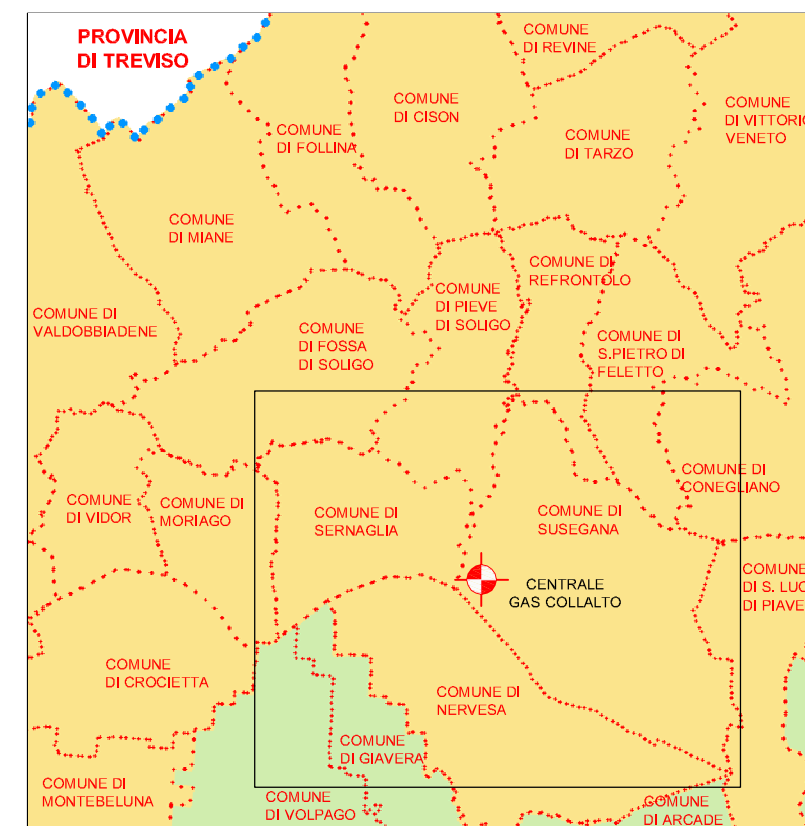 PROVINCIA
DI TREVISO
COMUNE
DI REVINE
COMUNE
DI CISON
COMUNE
DI VITTORIO
VENETO
COMUNE
DI FOLLINA
COMUNE
DI TARZO
COMUNE
DI MIANE
COMUNE DI
REFRONTOLO
COMUNE
DI PIEVE
DI SOLIGO
COMUNE DI
VALDOBBIADENE
COMUNE
DI FOSSA
DI SOLIGO
COMUNE DI
S.PIETRO DI
FELETTO
COMUNE DI
CONEGLIANO
COMUNE
DI VIDOR
COMUNE DI
MORIAGO
COMUNE DI
SERNAGLIA
COMUNE DI
SUSEGANA
COMUNE
DI S. LUC
DI PIAVE
CENTRALE
GAS COLLALTO
COMUNE
DI CROCIETTA
COMUNE DI
NERVESA
COMUNE
DI GIAVERA
COMUNE DI
MONTEBELUNA
COMUNE
DI VOLPAGO
COMUNE
DI ARCADE